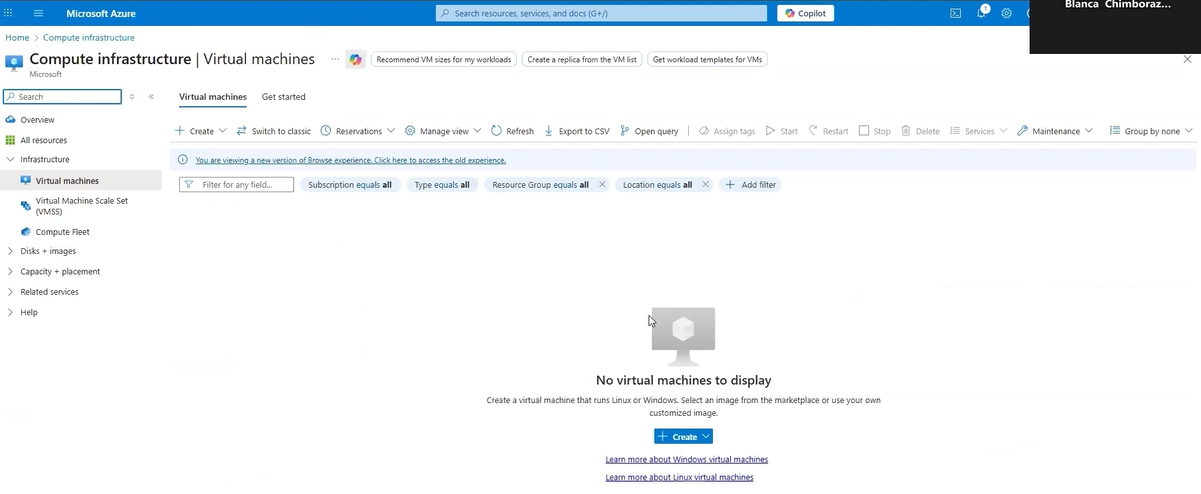 Microsoft Azure
Search resources, services, and docs (G+/)
Copilot
1
Blanca Chimboraz...
Home > Compute infrastructure
Compute infrastructure | Virtual machines
...
Recommend VM sizes for my workloads
Create a replica from the VM list
Get workload templates for VMs
Microsoft
Search
Virtual machines
Get started
Overview
All resources
Infrastructure
Virtual machines
Virtual Machine Scale Set
(VMSS)
Compute Fleet
Disks + images
Capacity + placement
Related services
Help
Create
Switch to classic
Reservations
Manage view
Refresh
Export to CSV
Open query
Assign tags
Start
Restart
Stop
Delete
Services
Maintenance
Group by none
You are viewing a new version of Browse experience. Click here to access the old experience.
Filter for any field...
Subscription equals all
Type equals all
Resource Group equals all
Location equals all
Add filter
No virtual machines to display
Create a virtual machine that runs Linux or Windows. Select an image from the marketplace or use your own
customized image.
Create
Learn more about Windows virtual machines
Learn more about Linux virtual machines